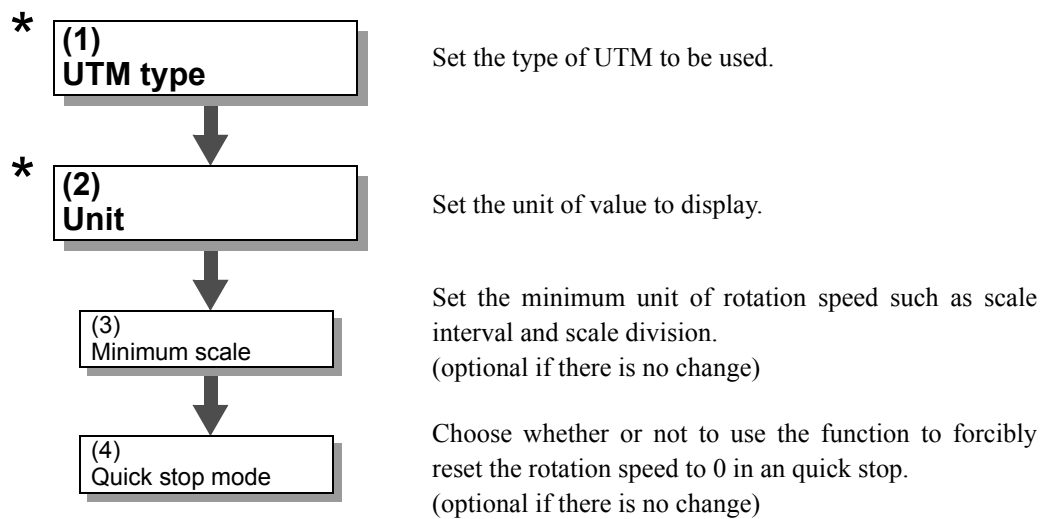 *
(1)
UTM type
Set the type of UTM to be used.
*
(2)
Unit
Set the unit of value to display.
(3)
Minimum scale
Set the minimum unit of rotation speed such as scale
interval and scale division.
(optional if there is no change)
(4)
Quick stop mode
Choose whether or not to use the function to forcibly
reset the rotation speed to 0 in an quick stop.
(optional if there is no change)